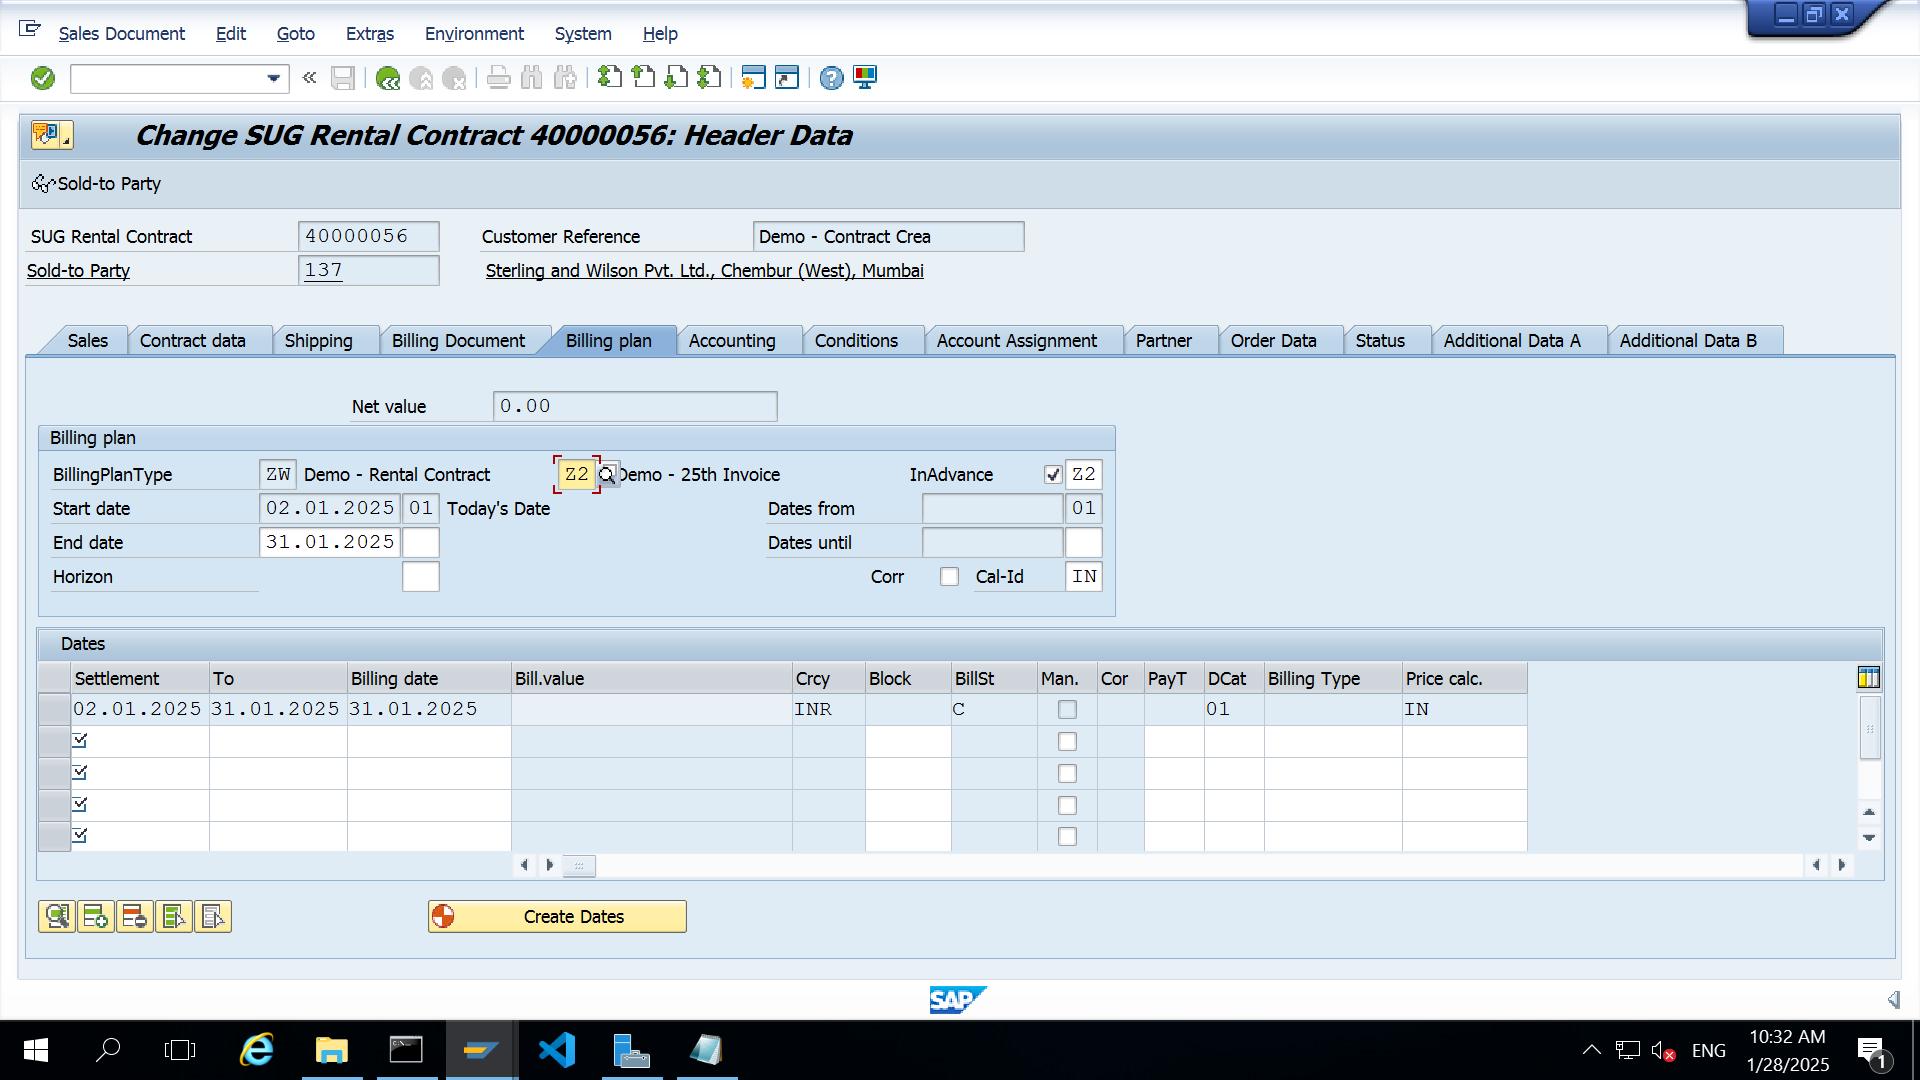 Sales Document Edit Goto Extras Environment System Help
Change SUG Rental Contract 40000056: Header Data
Sold-to Party
SUG Rental Contract 40000056 Customer Reference Demo - Contract Crea
Sold-to Party 137 Sterling and Wilson Pvt. Ltd., Chembur (West), Mumbai
Sales Contract data Shipping Billing Document Billing plan Accounting Conditions Account Assignment Partner Order Data Status Additional Data A Additional Data B
Net value 0.00
Billing plan
BillingPlanType ZW Demo - Rental Contract Z2 Demo - 25th Invoice InAdvance Z2
Start date 02.01.2025 01 Today's Date Dates from 01
End date 31.01.2025 Dates until
Horizon Corr Cal-Id IN
Dates
Settlement To Billing date Bill.value Crcy Block BillSt Man. Cor PayT DCat Billing Type Price calc.
02.01.2025 31.01.2025 31.01.2025 INR C 01 IN
Create Dates
SAP
ENG
10:32 AM
1/28/2025
1